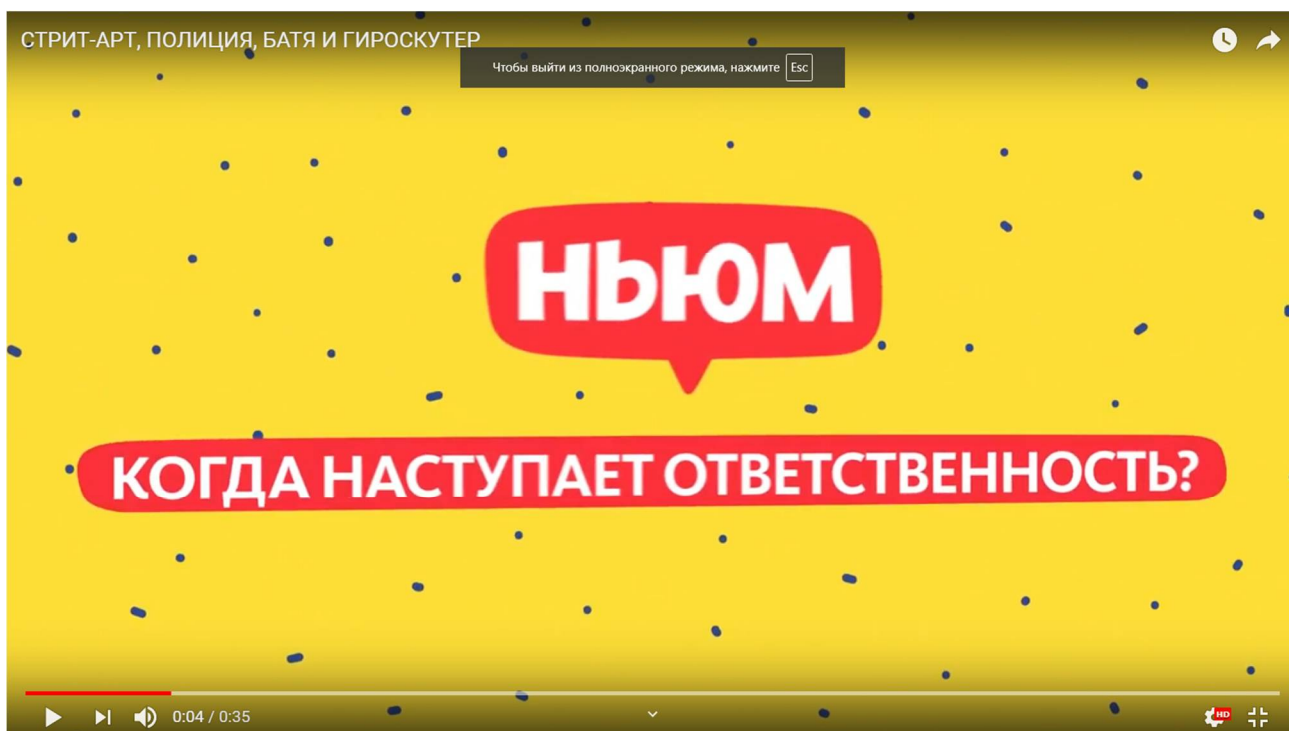 СТРИТ-АРТ, ПОЛИЦИЯ, БАТЯ И ГИРОСКУТЕР
Чтобы выйти из полноэкранного режима, нажмите Esc
НЬЮМ
КОГДА НАСТУПАЕТ ОТВЕТСТВЕННОСТЬ?
0:04 / 0:35
HD